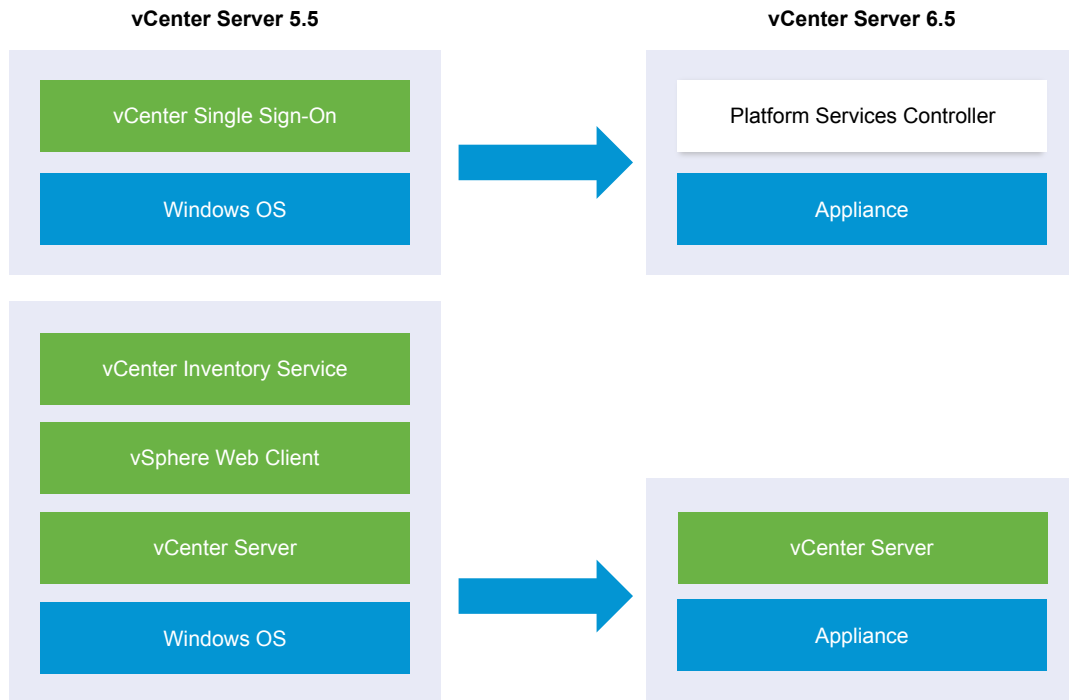 vCenter Server 5.5
vCenter Server 6.5
vCenter Single Sign-On
Windows OS
Platform Services Controller
Appliance
vCenter Inventory Service
vSphere Web Client
vCenter Server
Windows OS
vCenter Server
Appliance